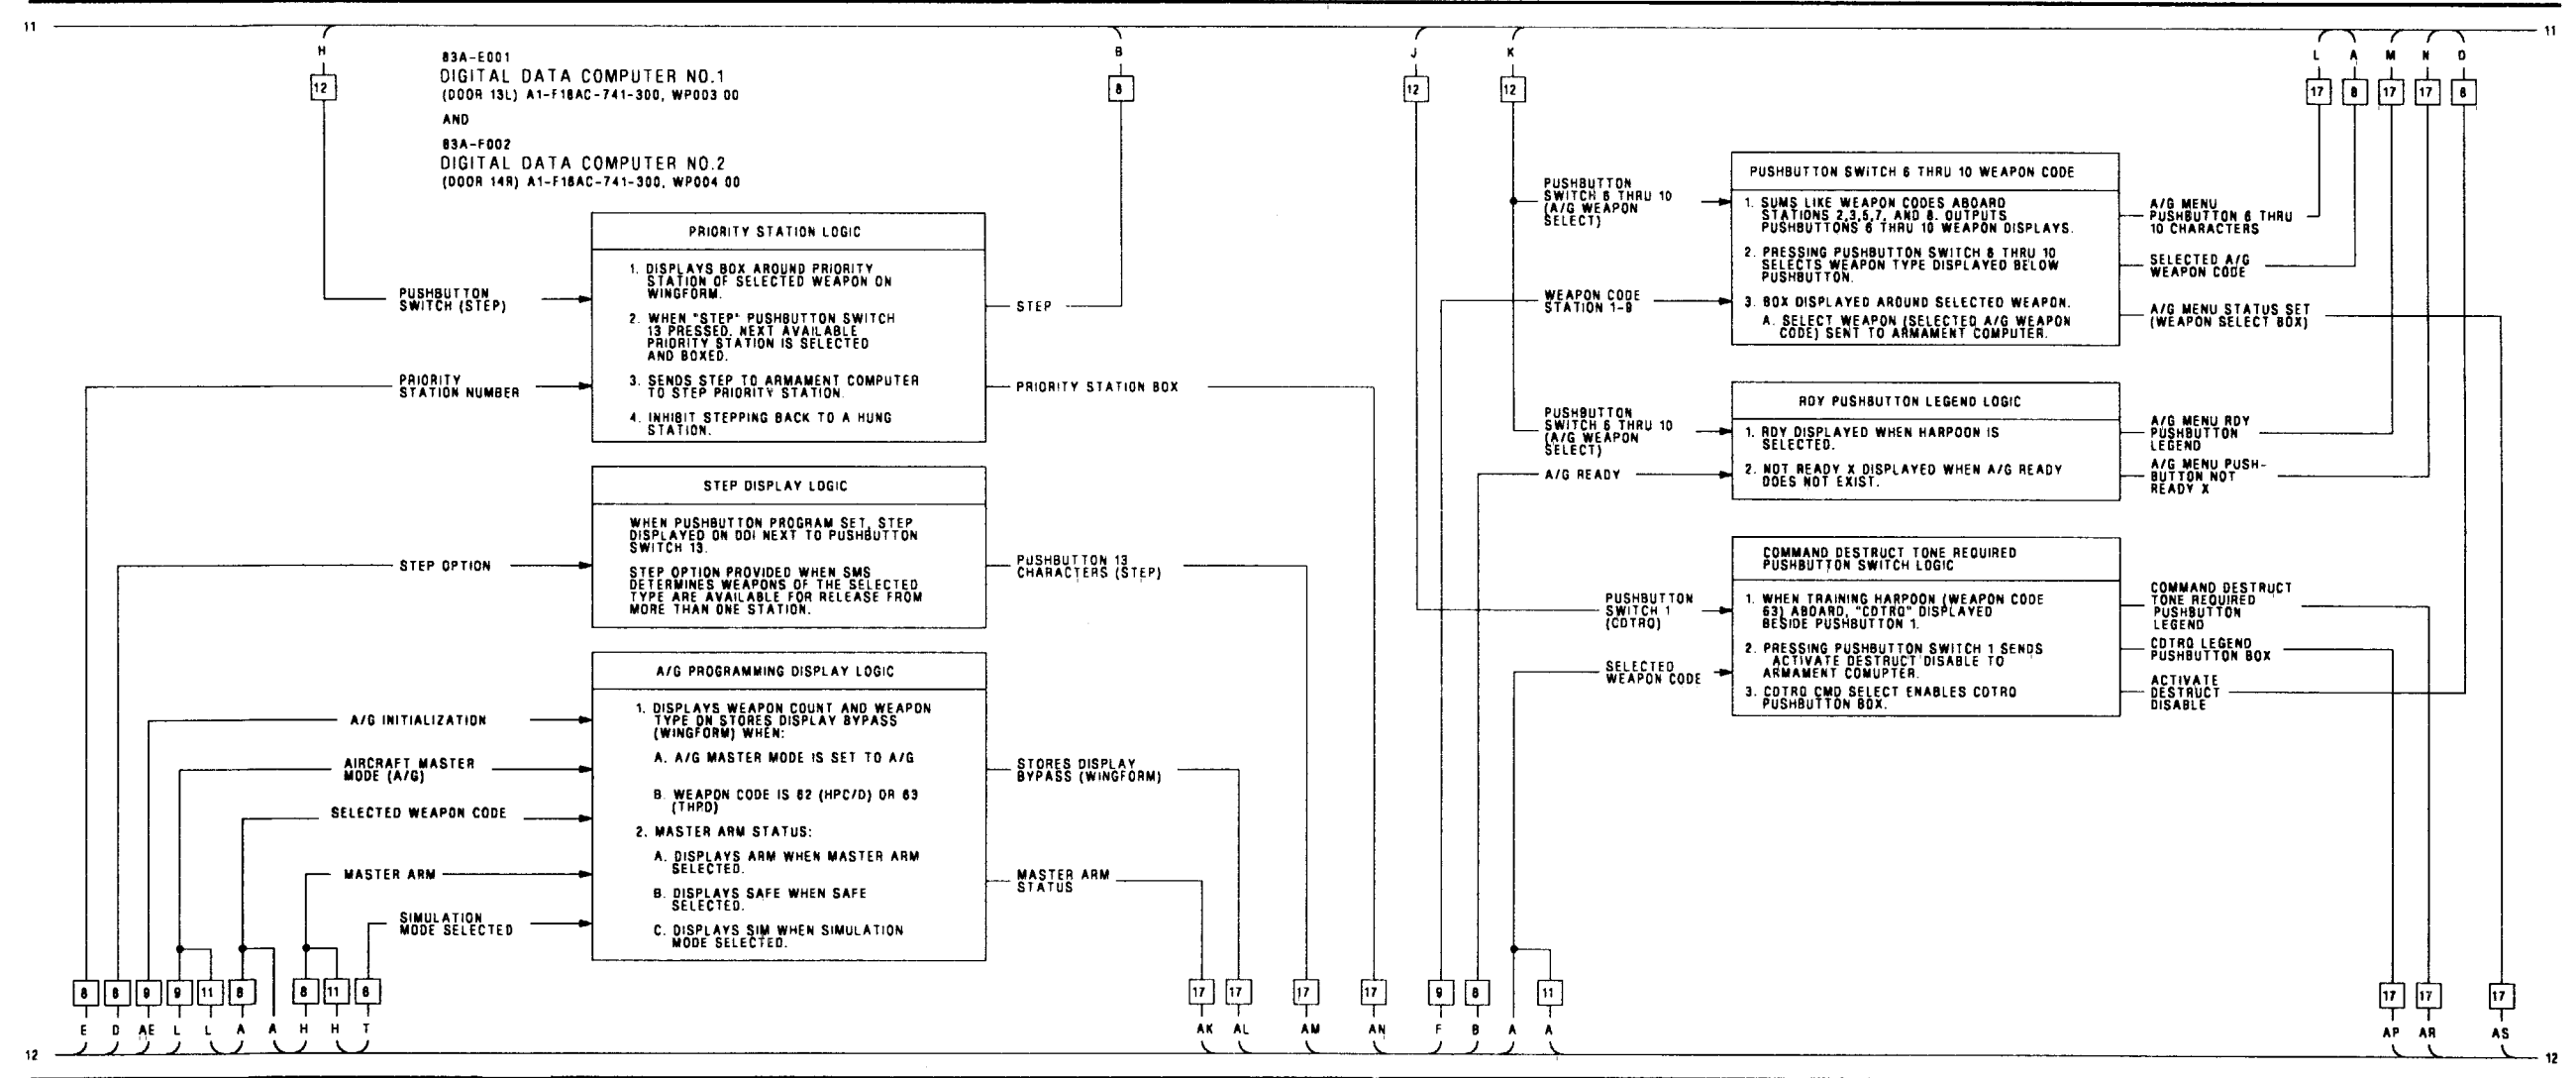 11
11
H
B
J
K
L
A
M
N
D
12
8
12
12
17
8
17
17
8
83A-E001
DIGITAL DATA COMPUTER NO.1
(DOOR 13L) A1-F18AC-741-300, WP003 00
AND
83A-F002
DIGITAL DATA COMPUTER NO.2
(DOOR 14R) A1-F18AC-741-300, WP004 00
PRIORITY STATION LOGIC
1. DISPLAYS BOX AROUND PRIORITY
STATION OF SELECTED WEAPON ON
WINGFORM.
2. WHEN "STEP" PUSHBUTTON SWITCH
13 PRESSED, NEXT AVAILABLE
PRIORITY STATION IS SELECTED
AND BOXED.
3. SENDS STEP TO ARMAMENT COMPUTER
TO STEP PRIORITY STATION.
4. INHIBIT STEPPING BACK TO A HUNG
STATION.
PUSHBUTTON
SWITCH (STEP)
PRIORITY
STATION NUMBER
STEP
PRIORITY STATION BOX
STEP DISPLAY LOGIC
WHEN PUSHBUTTON PROGRAM SET, STEP
DISPLAYED ON DDI NEXT TO PUSHBUTTON
SWITCH 13.
STEP OPTION PROVIDED WHEN SMS
DETERMINES WEAPONS OF THE SELECTED
TYPE ARE AVAILABLE FOR RELEASE FROM
MORE THAN ONE STATION.
STEP OPTION
PUSHBUTTON 13
CHARACTERS (STEP)
A/G PROGRAMMING DISPLAY LOGIC
1. DISPLAYS WEAPON COUNT AND WEAPON
TYPE ON STORES DISPLAY BYPASS
(WINGFORM) WHEN:
A. A/G MASTER MODE IS SET TO A/G
B. WEAPON CODE IS 62 (HPC/D) OR 63
(THPD)
2. MASTER ARM STATUS:
A. DISPLAYS ARM WHEN MASTER ARM
SELECTED.
B. DISPLAYS SAFE WHEN SAFE
SELECTED.
C. DISPLAYS SIM WHEN SIMULATION
MODE SELECTED.
A/G INITIALIZATION
AIRCRAFT MASTER
MODE (A/G)
SELECTED WEAPON CODE
MASTER ARM
SIMULATION
MODE SELECTED
STORES DISPLAY
BYPASS (WINGFORM)
MASTER ARM
STATUS
PUSHBUTTON SWITCH 6 THRU 10 WEAPON CODE
1. SUMS LIKE WEAPON CODES ABOARD
STATIONS 2,3,5,7, AND 8. OUTPUTS
PUSHBUTTONS 6 THRU 10 WEAPON DISPLAYS.
2. PRESSING PUSHBUTTON SWITCH 6 THRU 10
SELECTS WEAPON TYPE DISPLAYED BELOW
PUSHBUTTON.
3. BOX DISPLAYED AROUND SELECTED WEAPON.
A. SELECT WEAPON (SELECTED A/G WEAPON
CODE) SENT TO ARMAMENT COMPUTER.
PUSHBUTTON
SWITCH 6 THRU 10
(A/G WEAPON
SELECT)
WEAPON CODE
STATION 1-9
A/G MENU
PUSHBUTTON 6 THRU
10 CHARACTERS
SELECTED A/G
WEAPON CODE
A/G MENU STATUS SET
(WEAPON SELECT BOX)
RDY PUSHBUTTON LEGEND LOGIC
1. RDY DISPLAYED WHEN HARPOON IS
SELECTED.
2. NOT READY X DISPLAYED WHEN A/G READY
DOES NOT EXIST.
PUSHBUTTON
SWITCH 6 THRU 10
(A/G WEAPON
SELECT)
A/G READY
A/G MENU RDY
PUSHBUTTON
LEGEND
A/G MENU PUSH-
BUTTON NOT
READY X
COMMAND DESTRUCT TONE REQUIRED
PUSHBUTTON SWITCH LOGIC
1. WHEN TRAINING HARPOON (WEAPON CODE
63) ABOARD, "CDTRQ" DISPLAYED
BESIDE PUSHBUTTON 1.
2. PRESSING PUSHBUTTON SWITCH 1 SENDS
ACTIVATE DESTRUCT DISABLE TO
ARMAMENT COMUPTER.
3. CDTRQ CMD SELECT ENABLES CDTRQ
PUSHBUTTON BOX.
PUSHBUTTON
SWITCH 1
(CDTRQ)
SELECTED
WEAPON CODE
COMMAND DESTRUCT
TONE REQUIRED
PUSHBUTTON
LEGEND
CDTRQ LEGEND
PUSHBUTTON BOX
ACTIVATE
DESTRUCT
DISABLE
8
8
9
9
11
8
8
11
8
17
17
17
17
9
8
11
17
17
17
E
D
AE
L
L
A
A
H
H
T
AK
AL
AM
AN
F
B
A
A
AP
AR
AS
12
12